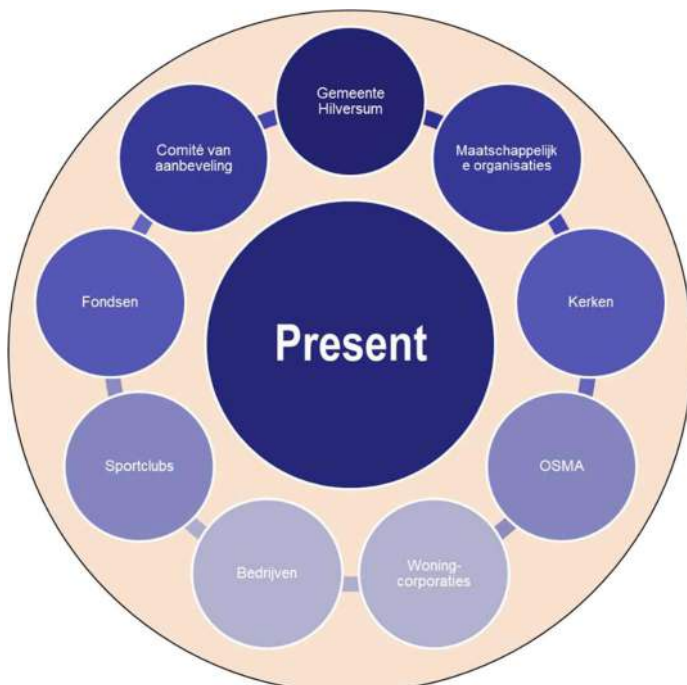 Gemeente
Hilversum
Comité van
aanbeveling
Maatschappelijk
e organisaties
Fondsen
Kerken
Present
Sportclubs
OSMA
Bedrijven
Woning-
corporaties